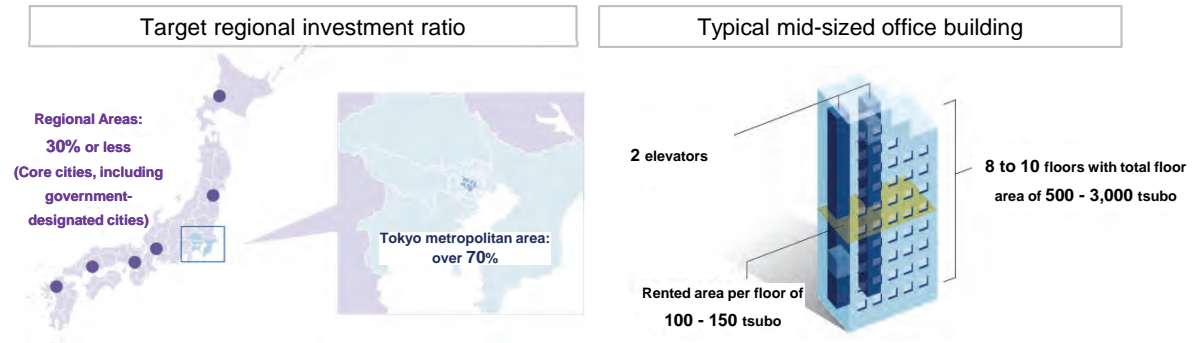 Target regional investment ratio
Regional Areas:
30% or less
(Core cities, including
government-
designated cities)
Tokyo metropolitan area:
over 70%
Typical mid-sized office building
2 elevators
8 to 10 floors with total floor
area of 500 - 3,000 tsubo
Rented area per floor of
100 - 150 tsubo